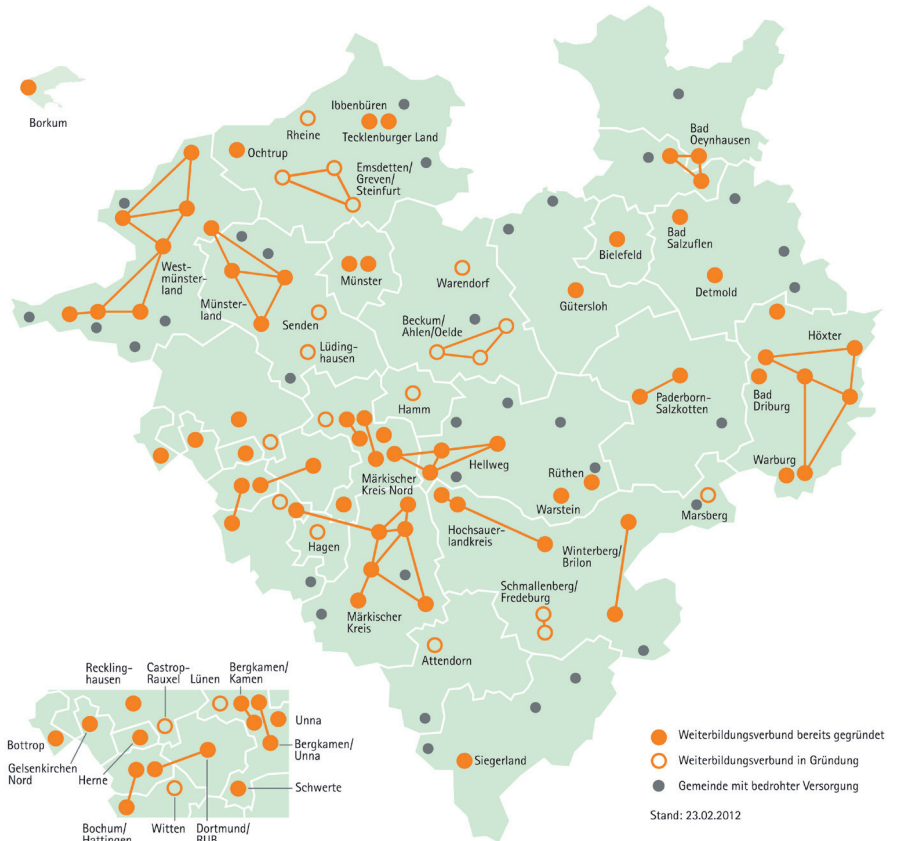 Borkum
Ibbenbüren
Rheine
Tecklenburger Land
Bad
Oeynhausen
Ochtrup
Emsdetten/
Greven/
Steinfurt
West-
münster-
land
Münster-
land
Münster
Warendorf
Bielefeld
Bad
Salzuflen
Detmold
Gütersloh
Senden
Beckum/
Ahlen/Oelde
Lüding-
hausen
Höxter
Hamm
Paderborn-
Salzkotten
Bad
Driburg
Hellweg
Märkischer
Kreis Nord
Rüthen
Warstein
Warburg
Marsberg
Hagen
Hochsauer-
landkreis
Winterberg/
Brilon
Schmallenberg/
Fredeburg
Märkischer
Kreis
Attendorn
Siegerland
Reckling-
hausen
Castrop-
Rauxel
Lünen
Bergkamen/
Kamen
Unna
Bottrop
Bergkamen/
Unna
Gelsenkirchen
Nord
Herne
Schwerte
Bochum/
Hattingen
Witten
Dortmund/
RUB
Weiterbildungsverbund bereits gegründet
Weiterbildungsverbund in Gründung
Gemeinde mit bedrohter Versorgung
Stand: 23.02.2012